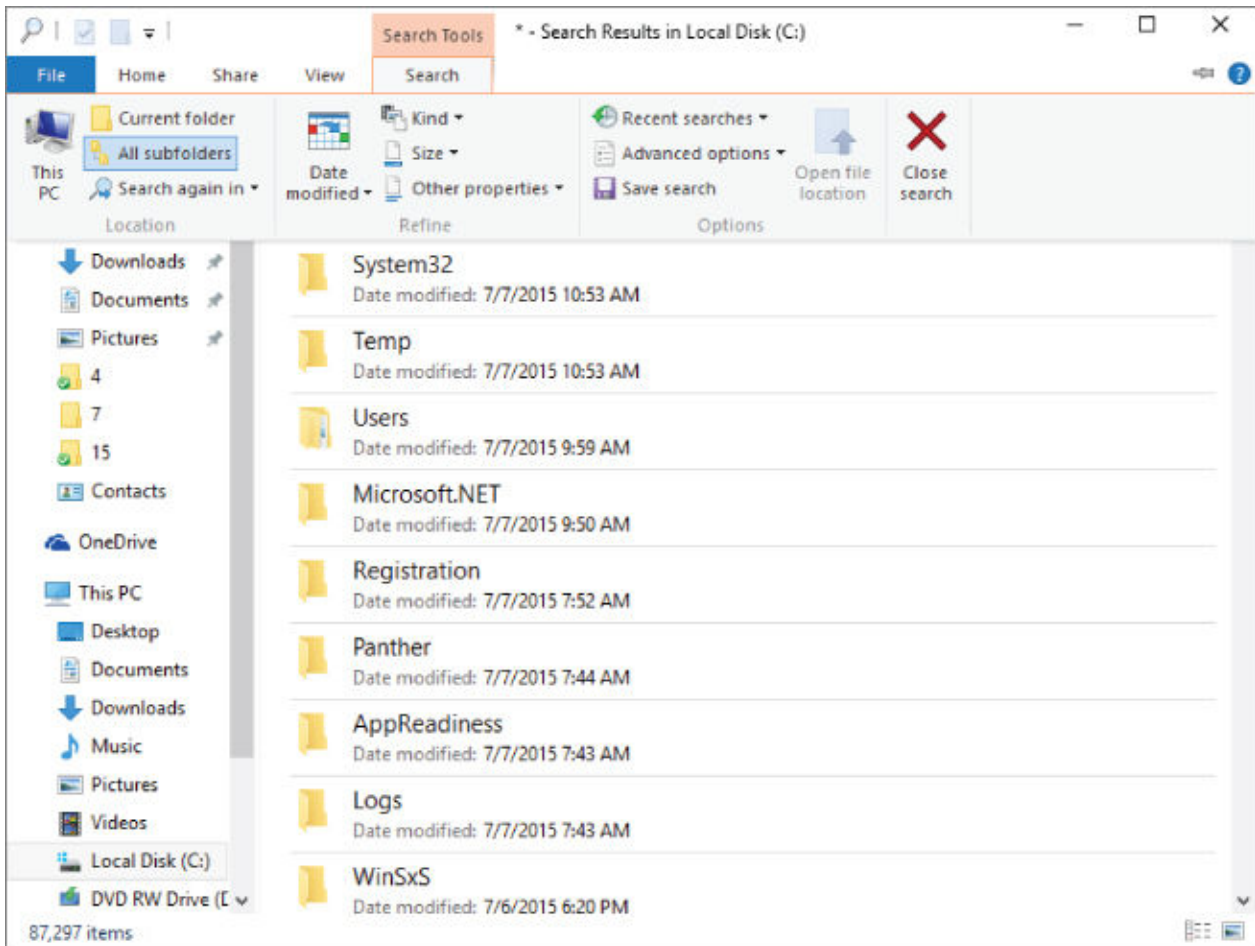 Search Tools
* - Search Results in Local Disk (C:)
File
Home
Share
View
Search
This PC
Current folder
All subfolders
Search again in
Location
Date modified
Kind
Size
Other properties
Refine
Recent searches
Advanced options
Save search
Open file location
Options
Close search
Downloads
Documents
Pictures
4
7
15
Contacts
OneDrive
This PC
Desktop
Documents
Downloads
Music
Pictures
Videos
Local Disk (C:)
DVD RW Drive (D
System32
Date modified: 7/7/2015 10:53 AM
Temp
Date modified: 7/7/2015 10:53 AM
Users
Date modified: 7/7/2015 9:59 AM
Microsoft.NET
Date modified: 7/7/2015 9:50 AM
Registration
Date modified: 7/7/2015 7:52 AM
Panther
Date modified: 7/7/2015 7:44 AM
AppReadiness
Date modified: 7/7/2015 7:43 AM
Logs
Date modified: 7/7/2015 7:43 AM
WinSxS
Date modified: 7/6/2015 6:20 PM
87,297 items